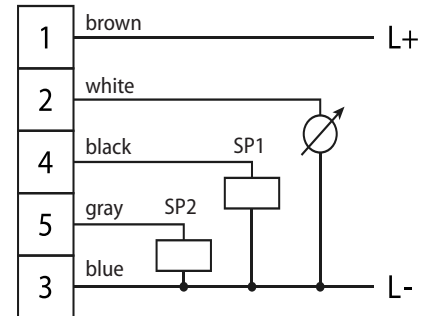 1 brown L+
2 white
4 black SP1
5 gray SP2
3 blue L-